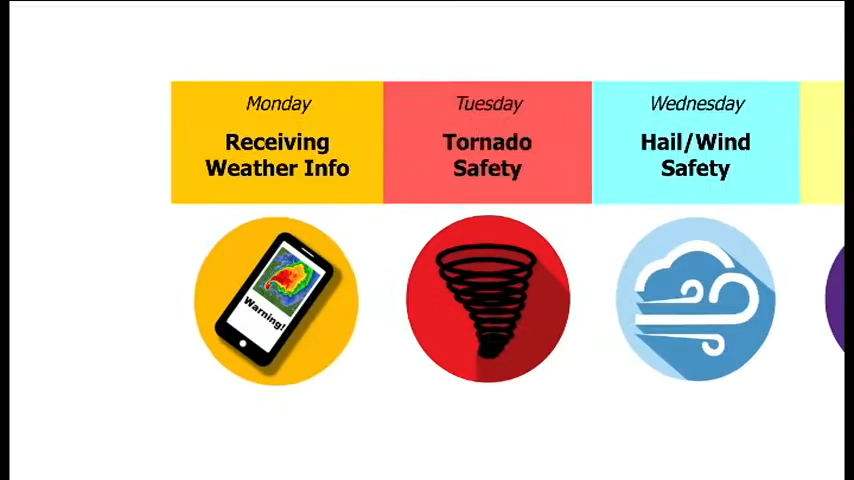 Monday
Receiving
Weather Info
Warning!
Tuesday
Tornado
Safety
Wednesday
Hail/Wind
Safety